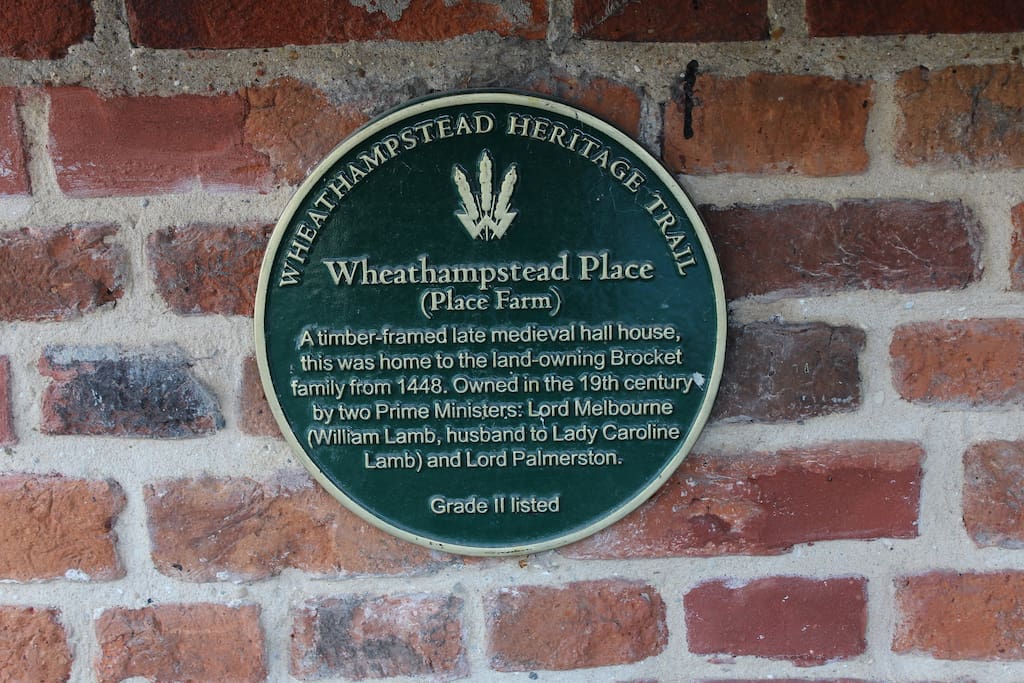 WHEATHAMPSTEAD HERITAGE TRAIL
Wheathampstead Place
(Place Farm)
A timber-framed late medieval hall house,
this was home to the land-owning Brocket
family from 1448. Owned in the 19th century
by two Prime Ministers: Lord Melbourne
(William Lamb, husband to Lady Caroline
Lamb) and Lord Palmerston.
Grade II listed